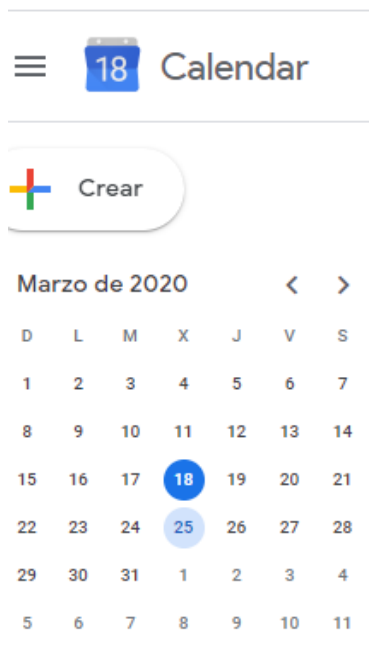 18 Calendar
Crear
Marzo de 2020
D L M X J V S
1 2 3 4 5 6 7
8 9 10 11 12 13 14
15 16 17 18 19 20 21
22 23 24 25 26 27 28
29 30 31 1 2 3 4
5 6 7 8 9 10 11